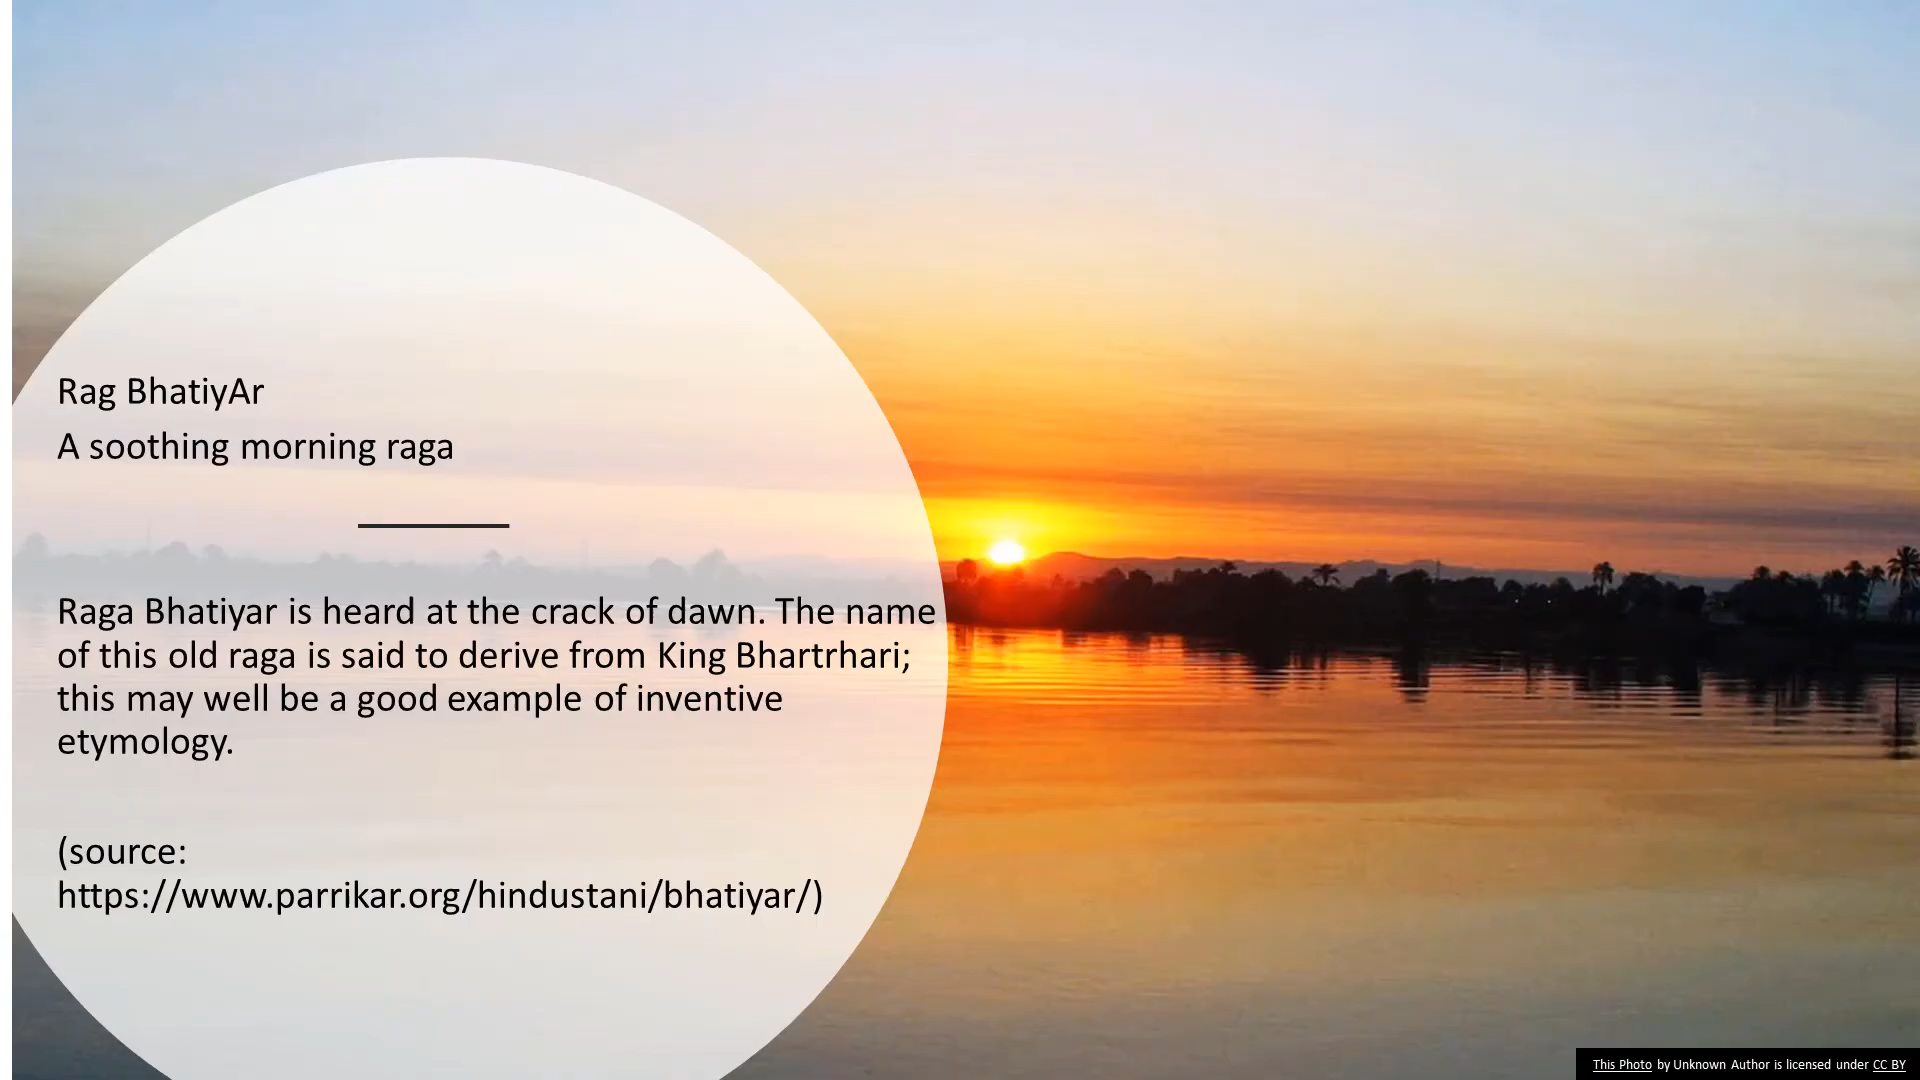 Rag BhatiyAr
A soothing morning raga
Raga Bhatiyar is heard at the crack of dawn. The name
of this old raga is said to derive from King Bhartrhari;
this may well be a good example of inventive
etymology.
(source:
https://www.parrikar.org/hindustani/bhatiyar/)
This Photo by Unknown Author is licensed under CC BY